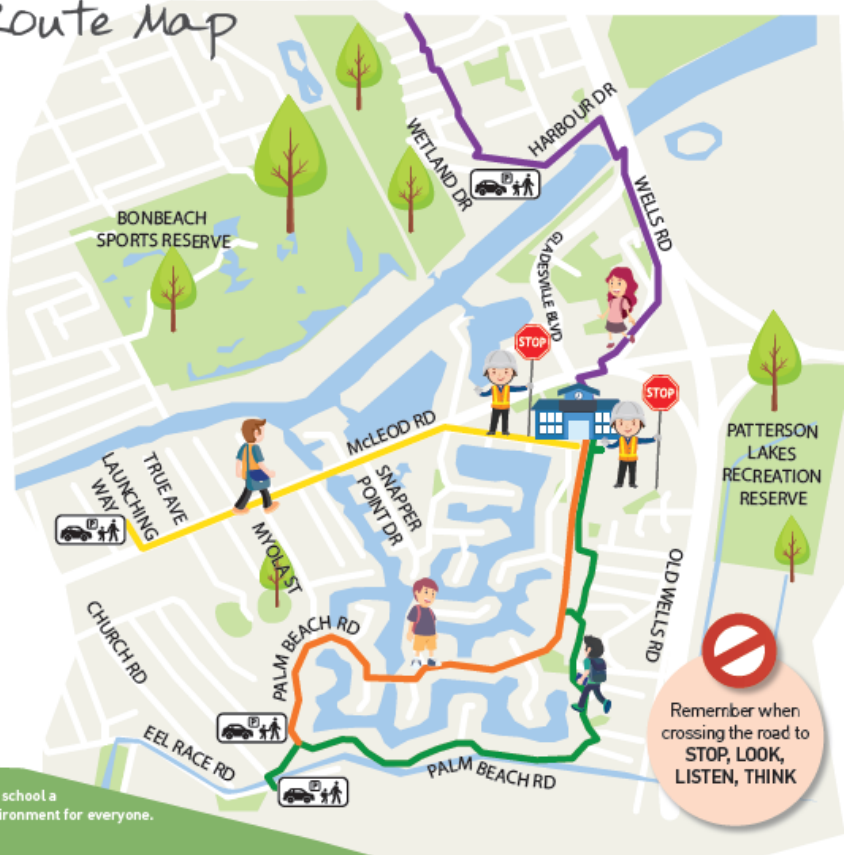 Route Map
HARBOUR DR
WETLAND DR
P
WELLS RD
BONBEACH
SPORTS RESERVE
GLADESVILLE BLVD
STOP
STOP
McLEOD RD
PATTERSON
LAKES
RECREATION
RESERVE
TRUE AVE
LAUNCHING
WAY
SNAPPER
POINT DR
P
MYOLA ST
OLD WELLS RD
CHURCH RD
PALM BEACH RD
P
EEL RACE RD
PALM BEACH RD
P
Remember when
crossing the road to
STOP, LOOK,
LISTEN, THINK
school a
ironment for everyone.